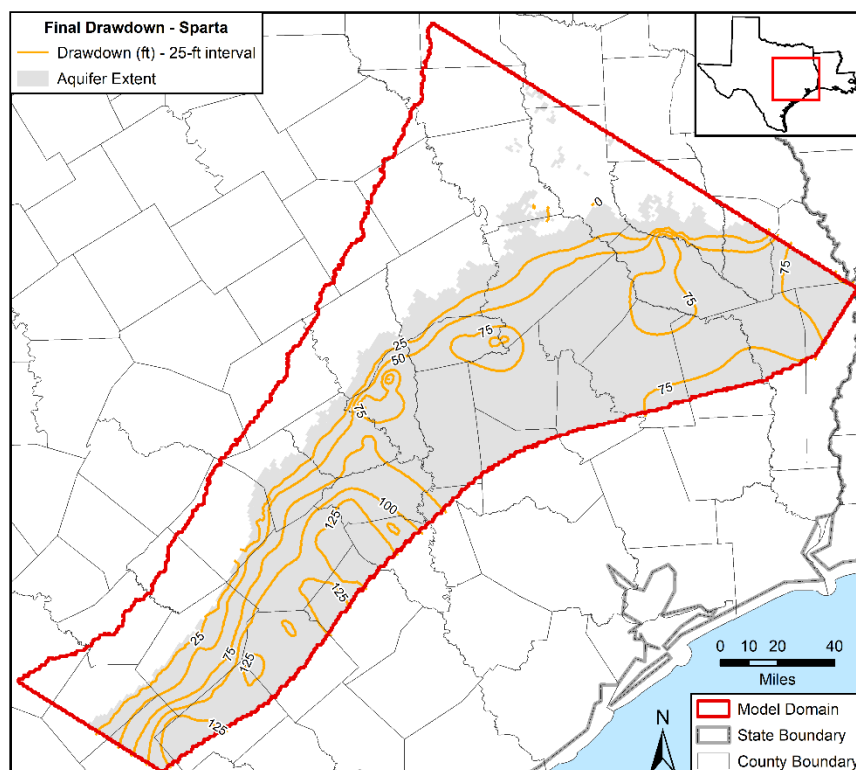 Final Drawdown - Sparta
Drawdown (ft) - 25-ft interval
Aquifer Extent
0
75
75
25
50
75
75
75
100
125
125
25
75
125
125
0 10 20 40
Miles
N
Model Domain
State Boundary
County Boundary